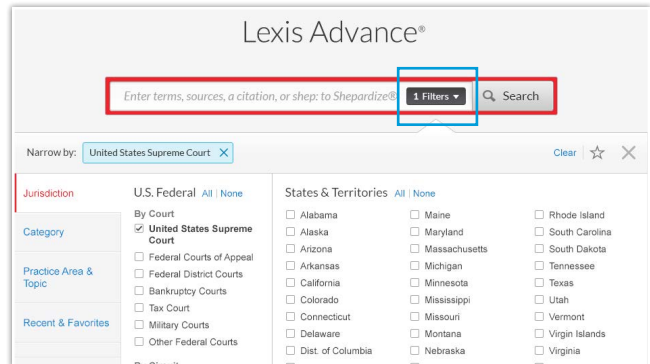 Lexis Advance®
Enter terms, sources, a citation, or shep: to Shepardize®
1 Filters
Search
Narrow by:
United States Supreme Court
Clear
Jurisdiction
Category
Practice Area &
Topic
Recent & Favorites
U.S. Federal All | None
By Court
United States Supreme
Court
Federal Courts of Appeal
Federal District Courts
Bankruptcy Courts
Tax Court
Military Courts
Other Federal Courts
States & Territories All | None
Alabama
Alaska
Arizona
Arkansas
California
Colorado
Connecticut
Delaware
Dist. of Columbia
Maine
Maryland
Massachusetts
Michigan
Minnesota
Mississippi
Missouri
Montana
Nebraska
Rhode Island
South Carolina
South Dakota
Tennessee
Texas
Utah
Vermont
Virgin Islands
Virginia